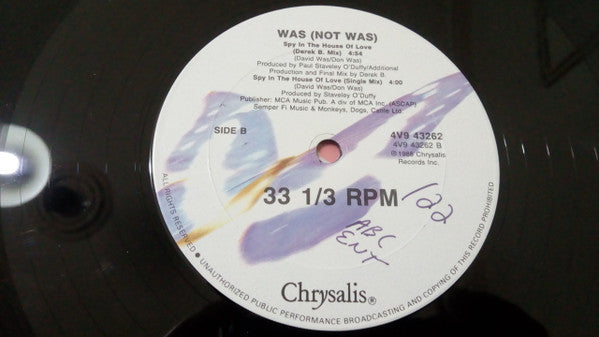 WAS (NOT WAS)
Spy In The House Of Love
(Derek B. Mix) 4:54
(David Was/Don Was)
Produced by Paul Staveley O'Duffy/Additional
Production and Final Mix by Derek B.
Spy In The House Of Love (Single Mix) 4:00
(David Was/Don Was)
Produced by Staveley O'Duffy
Publisher: MCA Music Pub. A div of MCA Inc. (ASCAP)
Semper Fi Music & Monkeys, Dogs, Cattle Ltd.
SIDE B
4V9 43262
4V9 43262 B
℗1988 Chrysalis
Records Inc.
33 1/3 RPM
122
ABC
ENT
Chrysalis®
ALL RIGHTS RESERVED • UNAUTHORIZED PUBLIC PERFORMANCE BROADCASTING AND COPYING OF THIS RECORD PROHIBITED